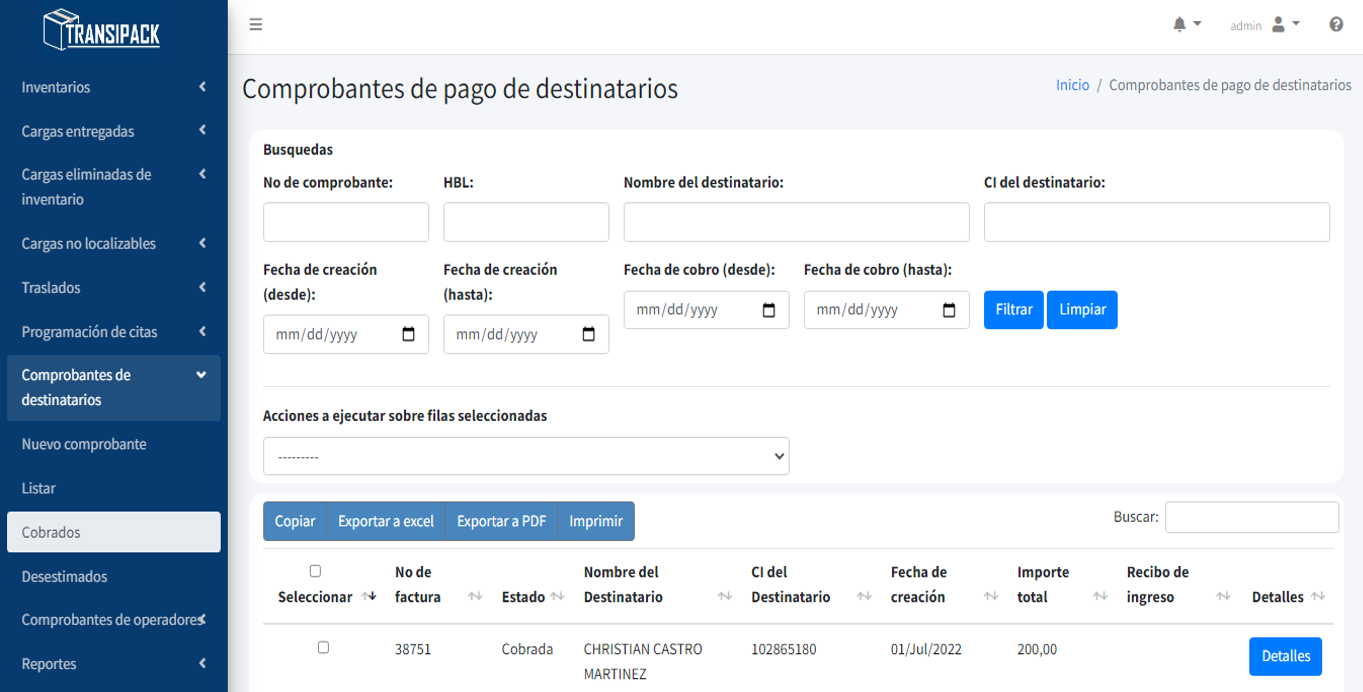 TRANSIPACK
admin
Inventarios
Cargas entregadas
Cargas eliminadas de
inventario
Cargas no localizables
Traslados
Programación de citas
Comprobantes de
destinatarios
Nuevo comprobante
Listar
Cobrados
Desestimados
Comprobantes de operadores
Reportes
Comprobantes de pago de destinatarios
Inicio / Comprobantes de pago de destinatarios
Busquedas
No de comprobante: HBL: Nombre del destinatario: CI del destinatario:
Fecha de creación Fecha de creación Fecha de cobro (desde): Fecha de cobro (hasta):
(desde): (hasta):
mm/dd/yyyy mm/dd/yyyy Filtrar Limpiar
mm/dd/yyyy mm/dd/yyyy
Acciones a ejecutar sobre filas seleccionadas
---------
Copiar Exportar a excel Exportar a PDF Imprimir Buscar:
No de Nombre del CI del Fecha de Importe Recibo de
Seleccionar factura Estado Destinatario Destinatario creación total ingreso Detalles
38751 Cobrada CHRISTIAN CASTRO 102865180 01/Jul/2022 200,00 Detalles
MARTINEZ